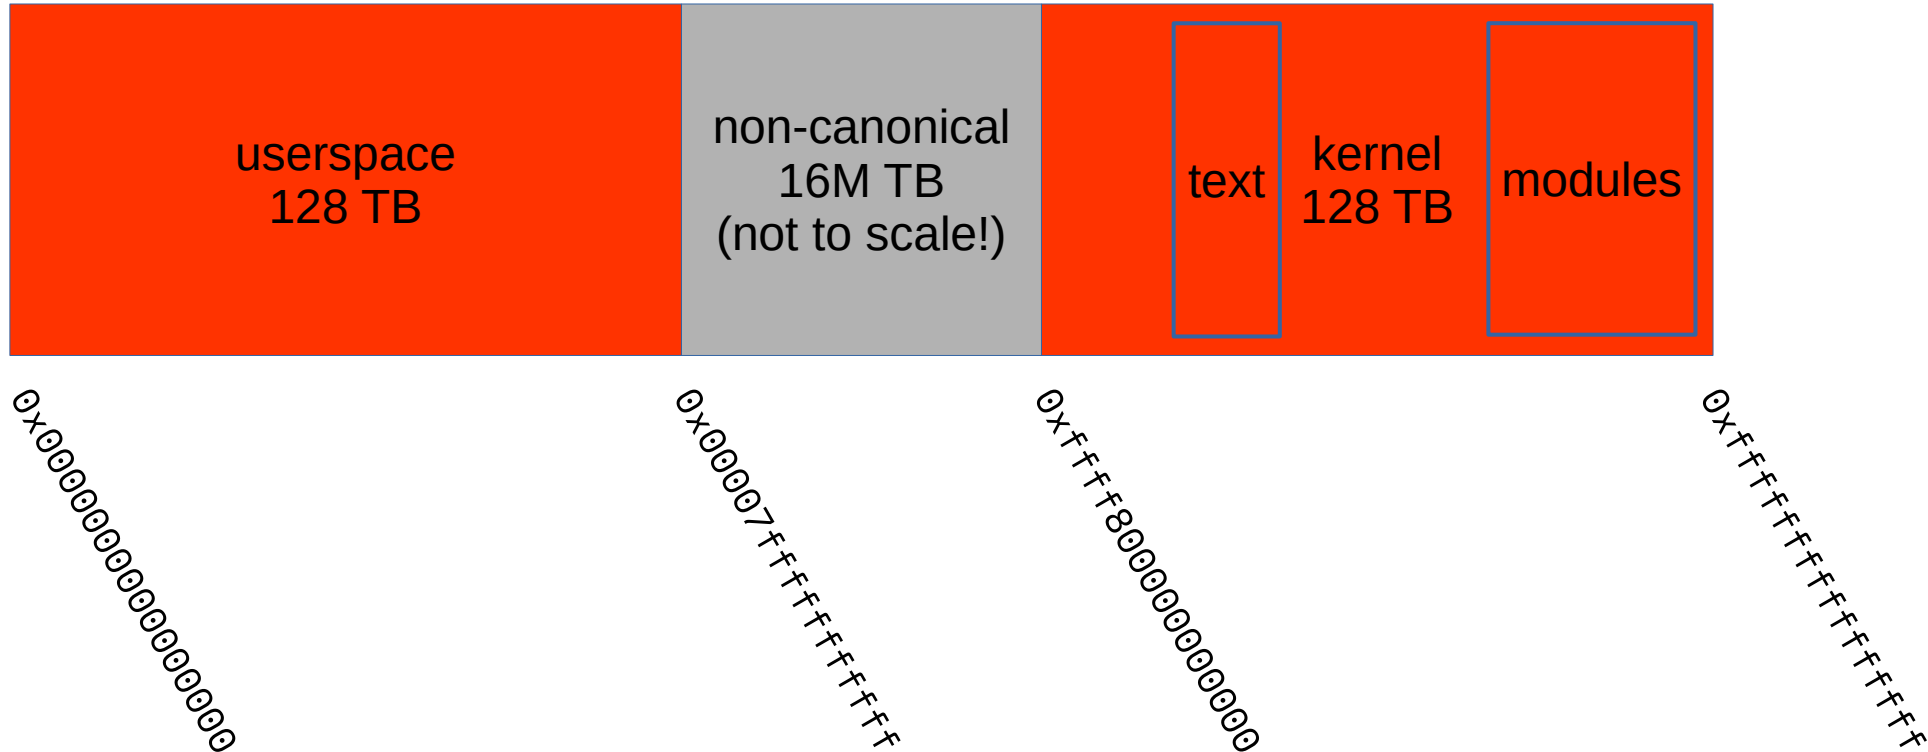 userspace
128 TB
non-canonical
16M TB
(not to scale!)
text
kernel
128 TB
modules
0x0000000000000000
0x00007fffffffffff
0xffff800000000000
0xffffffffffffffff